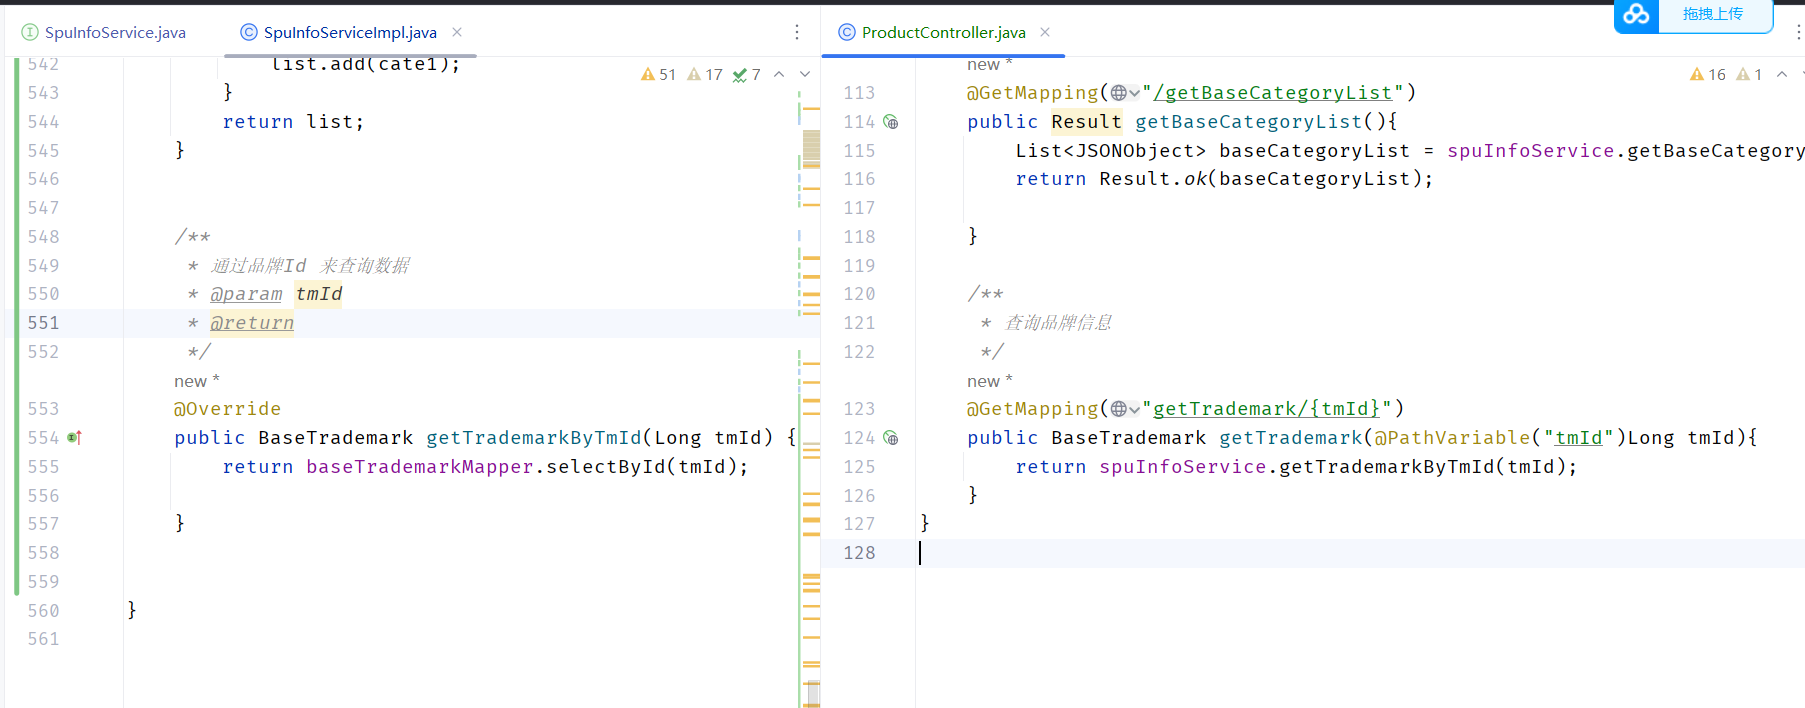 SpuInfoService.java
SpuInfoServiceImpl.java
51 17 7
542 list.add(cate1);
543 }
544 return list;
545 }
546
547
548 /**
549 * 通过品牌Id 来查询数据
550 * @param tmId
551 * @return
552 */
new *
553 @Override
554 public BaseTrademark getTrademarkByTmId(Long tmId) {
555 return baseTrademarkMapper.selectById(tmId);
556
557 }
558
559
560 }
561
ProductController.java
拖拽上传
16 1
new *
113 @GetMapping("/getBaseCategoryList")
114 public Result getBaseCategoryList(){
115 List<JSONObject> baseCategoryList = spuInfoService.getBaseCategory
116 return Result.ok(baseCategoryList);
117
118 }
119
120 /**
121 * 查询品牌信息
122 */
new *
123 @GetMapping("getTrademark/{tmId}")
124 public BaseTrademark getTrademark(@PathVariable("tmId")Long tmId){
125 return spuInfoService.getTrademarkByTmId(tmId);
126 }
127 }
128